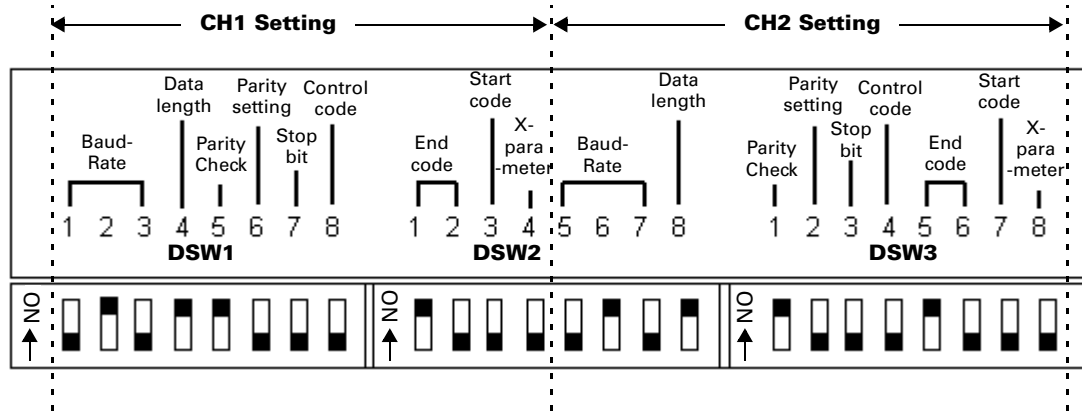 CH1 Setting
CH2 Setting
Data
length
Parity
setting
Control
code
Start
code
Data
length
Parity
setting
Control
code
Start
code
Baud-
Rate
Parity
Check
Stop
bit
End
code
X-
para
-meter
Baud-
Rate
Parity
Check
Stop
bit
End
code
X-
para
-meter
1 2 3 4 5 6 7 8
1 2 3 4
5 6 7 8
1 2 3 4 5 6 7 8
DSW1
DSW2
DSW3
ON
ON
ON